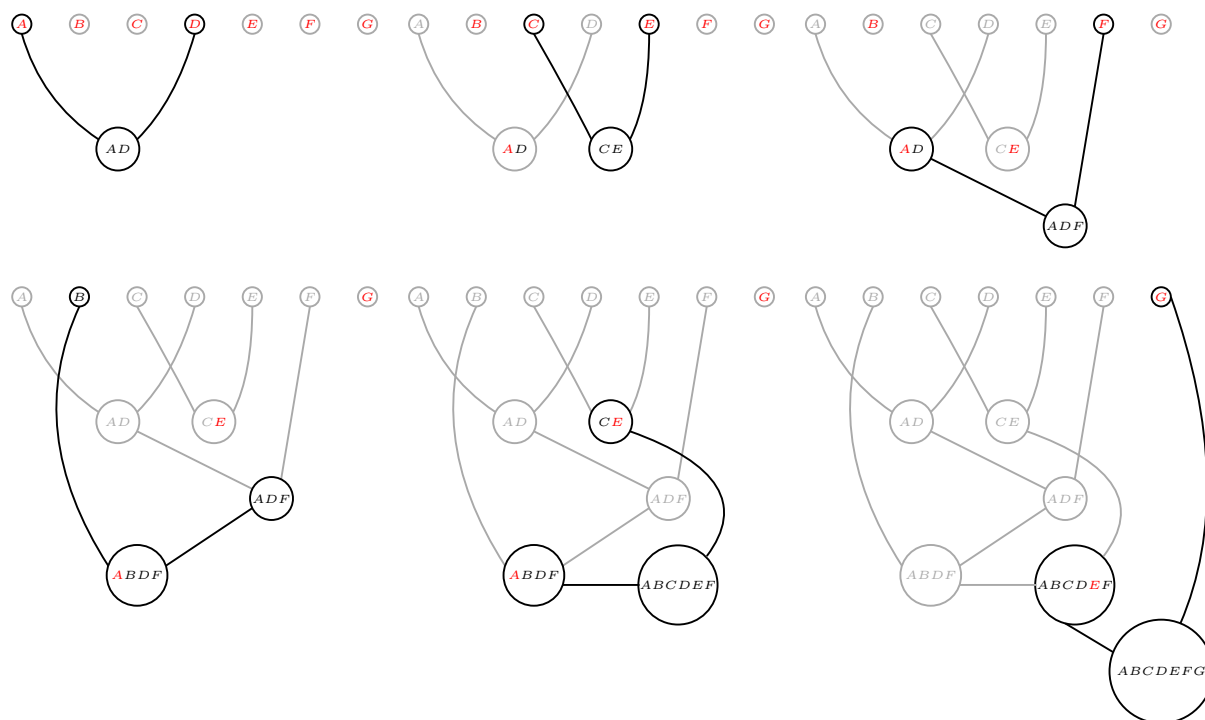 A B C D E F G A B C D E F G A B C D E F G
AD AD CE AD CE
ADF
A B C D E F G A B C D E F G A B C D E F G
AD CE AD CE AD CE
ADF ADF ADF
ABDF ABDF ABCDEF ABDF ABCDEF
ABCDEFG